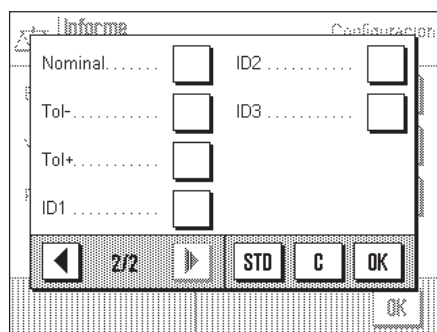 Informe Configuración
Nominal....... ID2 ............
Tol-............ ID3 ...........
Tol+............
ID1 ...........
2/2 STD C OK
OK